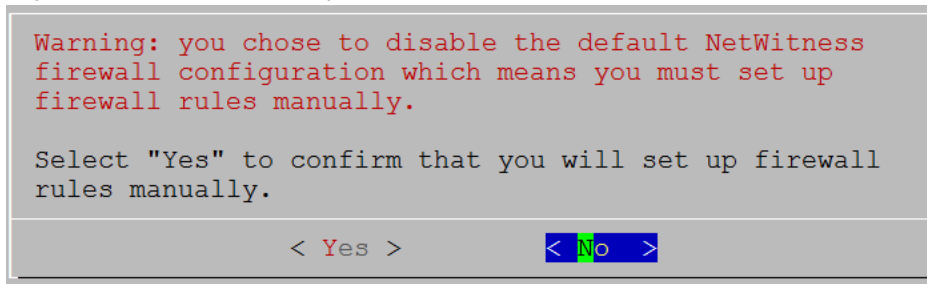 Warning: you chose to disable the default NetWitness
firewall configuration which means you must set up
firewall rules manually.
Select "Yes" to confirm that you will set up firewall
rules manually.
< Yes > < No >